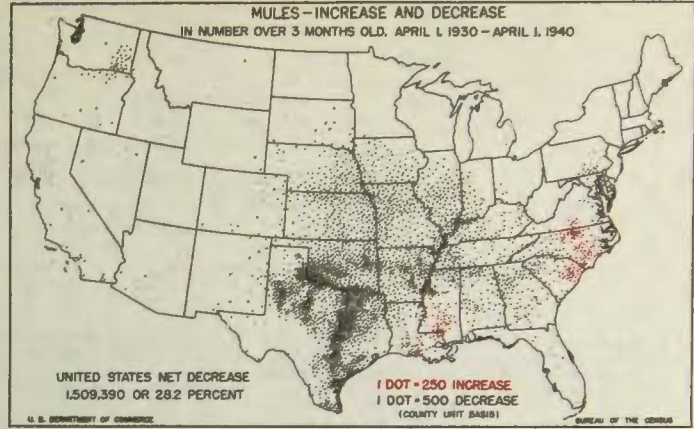 MULES-INCREASE AND DECREASE
IN NUMBER OVER 3 MONTHS OLD, APRIL 1, 1930-APRIL 1, 1940
UNITED STATES NET DECREASE
1,509,390 OR 28.2 PERCENT
1 DOT = 250 INCREASE
1 DOT = 500 DECREASE
(COUNTY UNIT BASIS)
U. S. DEPARTMENT OF COMMERCE
BUREAU OF THE CENSUS